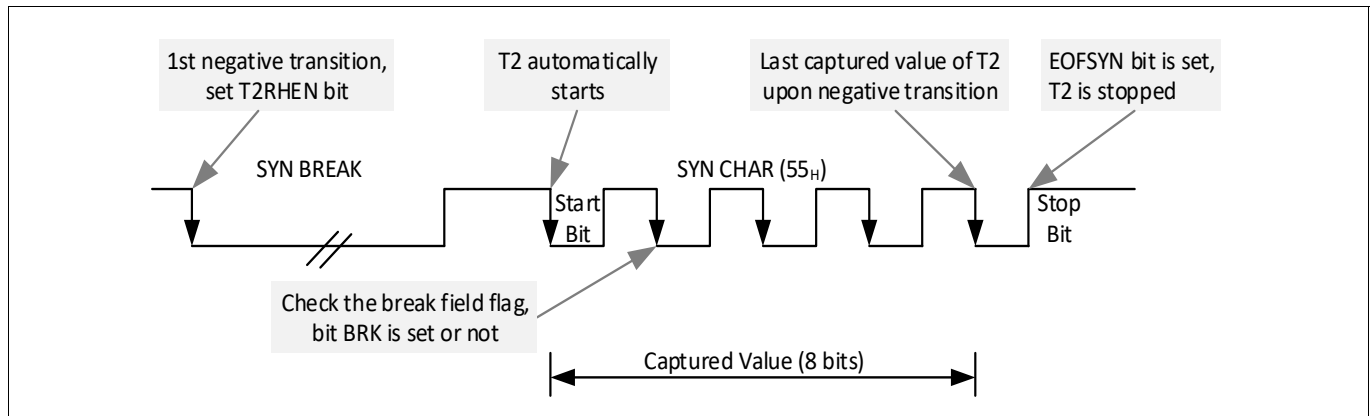 1st negative transition,
set T2RHEN bit
T2 automatically
starts
Last captured value of T2
upon negative transition
EOFSYN bit is set,
T2 is stopped
SYN BREAK
SYN CHAR (55H)
Start
Bit
Stop
Bit
Check the break field flag,
bit BRK is set or not
Captured Value (8 bits)